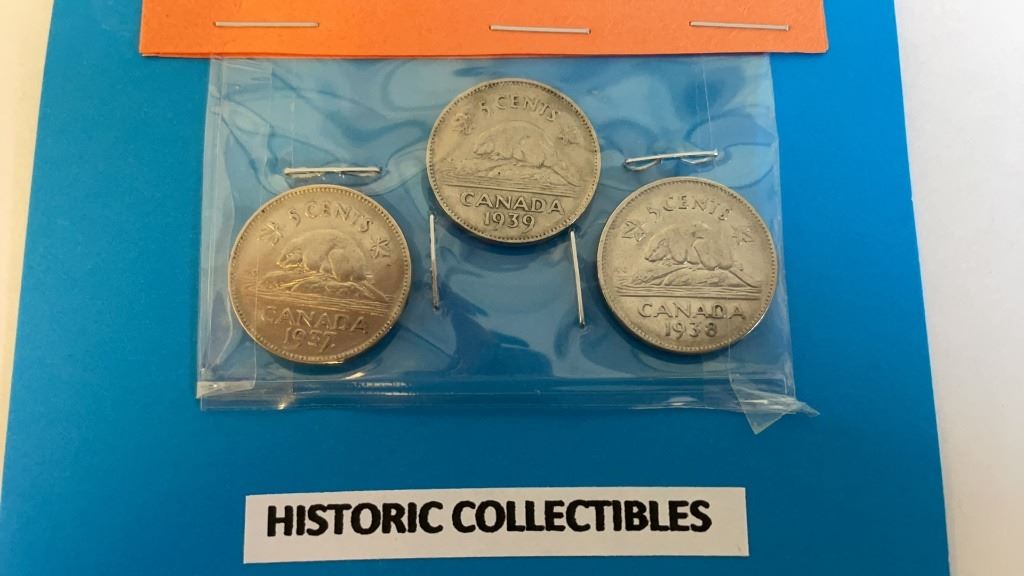 5 CENTS
CANADA
1939
5 CENTS
CANADA
1937
5 CENTS
CANADA
1938
HISTORIC COLLECTIBLES